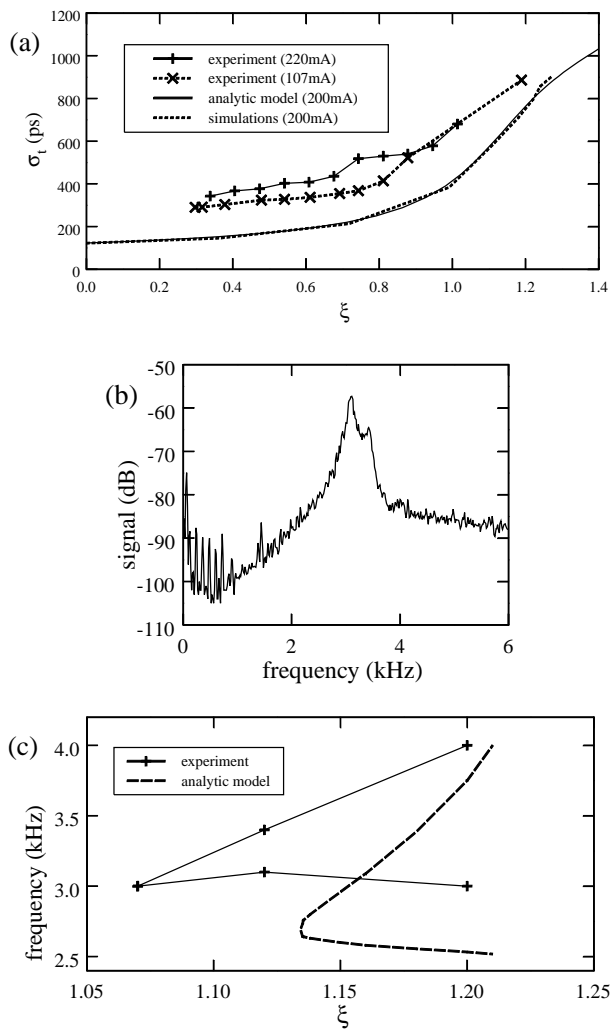 (a)
1200
1000
800
600
400
200
0
σt (ps)
experiment (220mA)
experiment (107mA)
analytic model (200mA)
simulations (200mA)
0.0 0.2 0.4 0.6 0.8 1.0 1.2 1.4
ξ
(b)
-50
-60
-70
-80
-90
-100
-110
signal (dB)
0 2 4 6
frequency (kHz)
(c)
4.0
3.5
3.0
2.5
frequency (kHz)
experiment
analytic model
1.05 1.10 1.15 1.20 1.25
ξ